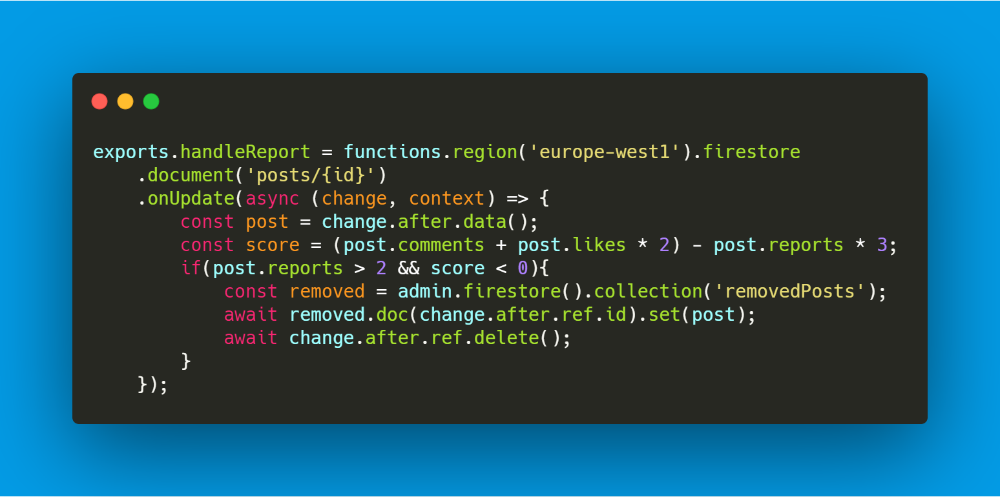 exports.handleReport = functions.region('europe-west1').firestore
    .document('posts/{id}')
    .onUpdate(async (change, context) => {
        const post = change.after.data();
        const score = (post.comments + post.likes * 2) - post.reports * 3;
        if(post.reports > 2 && score < 0){
            const removed = admin.firestore().collection('removedPosts');
            await removed.doc(change.after.ref.id).set(post);
            await change.after.ref.delete();
        }
    });